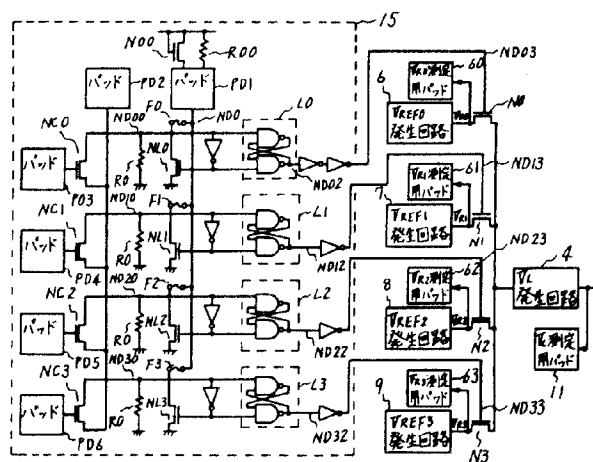 15
N00
R00
パッド
PD2
パッド
PD1
ND03
VR0測定用パッド
60
6
VREF0発生回路
VR0
N0
NC0
ND00
F0
ND0
L0
NL0
R0
ND02
パッド
PD3
NC1
ND10
F1
L1
NL1
R0
ND12
パッド
PD4
ND13
VR1測定用パッド
61
7
VREF1発生回路
VR1
N1
ND23
NC2
ND20
F2
L2
NL2
R0
ND22
パッド
PD5
VR2測定用パッド
62
8
VREF2発生回路
VR2
N2
4
VL発生回路
VL測定用パッド
11
NC3
ND30
F3
L3
NL3
R0
ND32
パッド
PD6
VR3測定用パッド
63
9
VREF3発生回路
VR3
N3
ND33